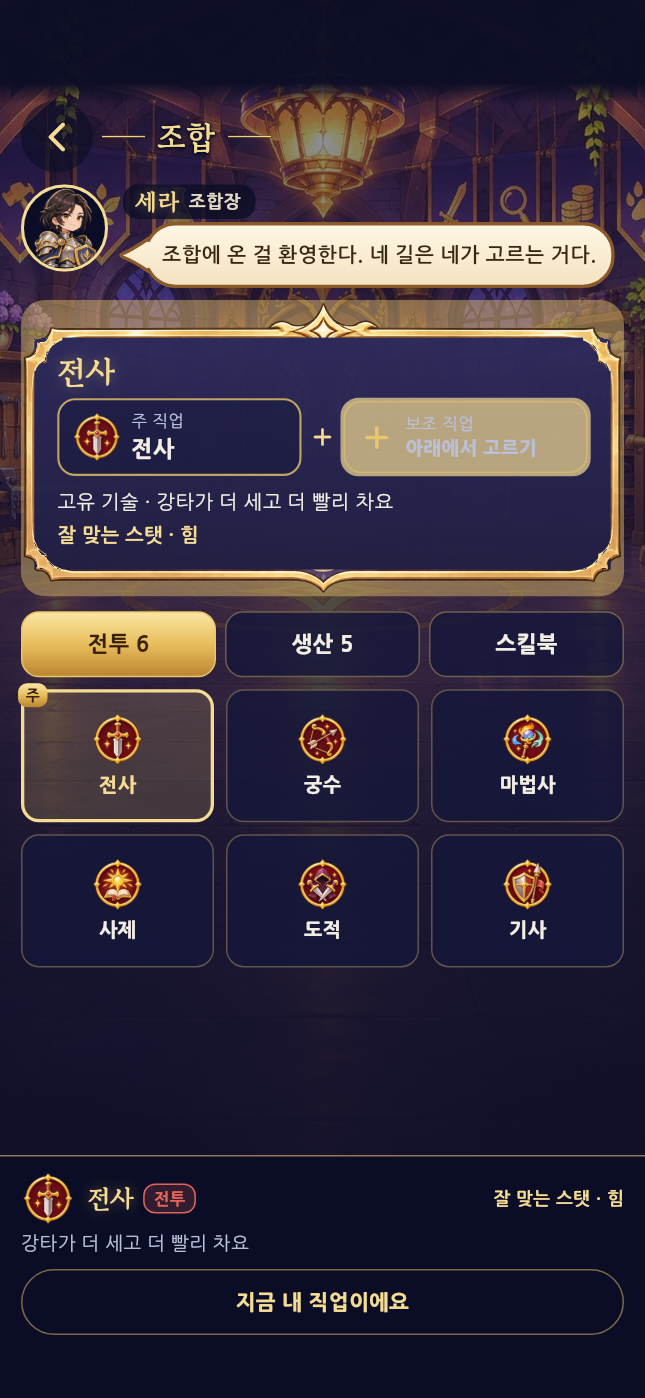 조합
세라 조합장
조합에 온 걸 환영한다. 네 길은 네가 고르는 거다.
전사
주 직업
전사
+
+
보조 직업
아래에서 고르기
고유 기술 · 강타가 더 세고 더 빨리 차요
잘 맞는 스탯 · 힘
전투 6
생산 5
스킬북
주
전사
궁수
마법사
사제
도적
기사
전사 전투
잘 맞는 스탯 · 힘
강타가 더 세고 더 빨리 차요
지금 내 직업이에요